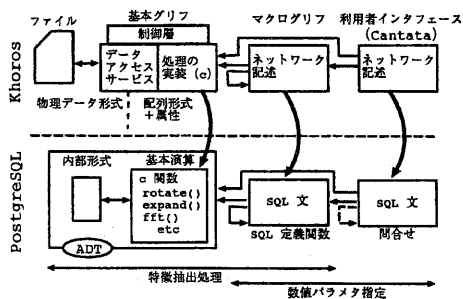 基本グリフ
マクログリフ
利用者インタフェース
(Cantata)
ファイル
制御層
データ
アクセス
サービス
処理の
実装 (c)
ネットワーク
記述
ネットワーク
記述
Khoros
物理データ形式
配列形式
+属性
PostgreSQL
内部形式
基本演算
c 関数
rotate()
expand()
fft()
etc
SQL 文
SQL 文
ADT
SQL 定義関数
問合せ
特徴抽出処理
数値パラメタ指定